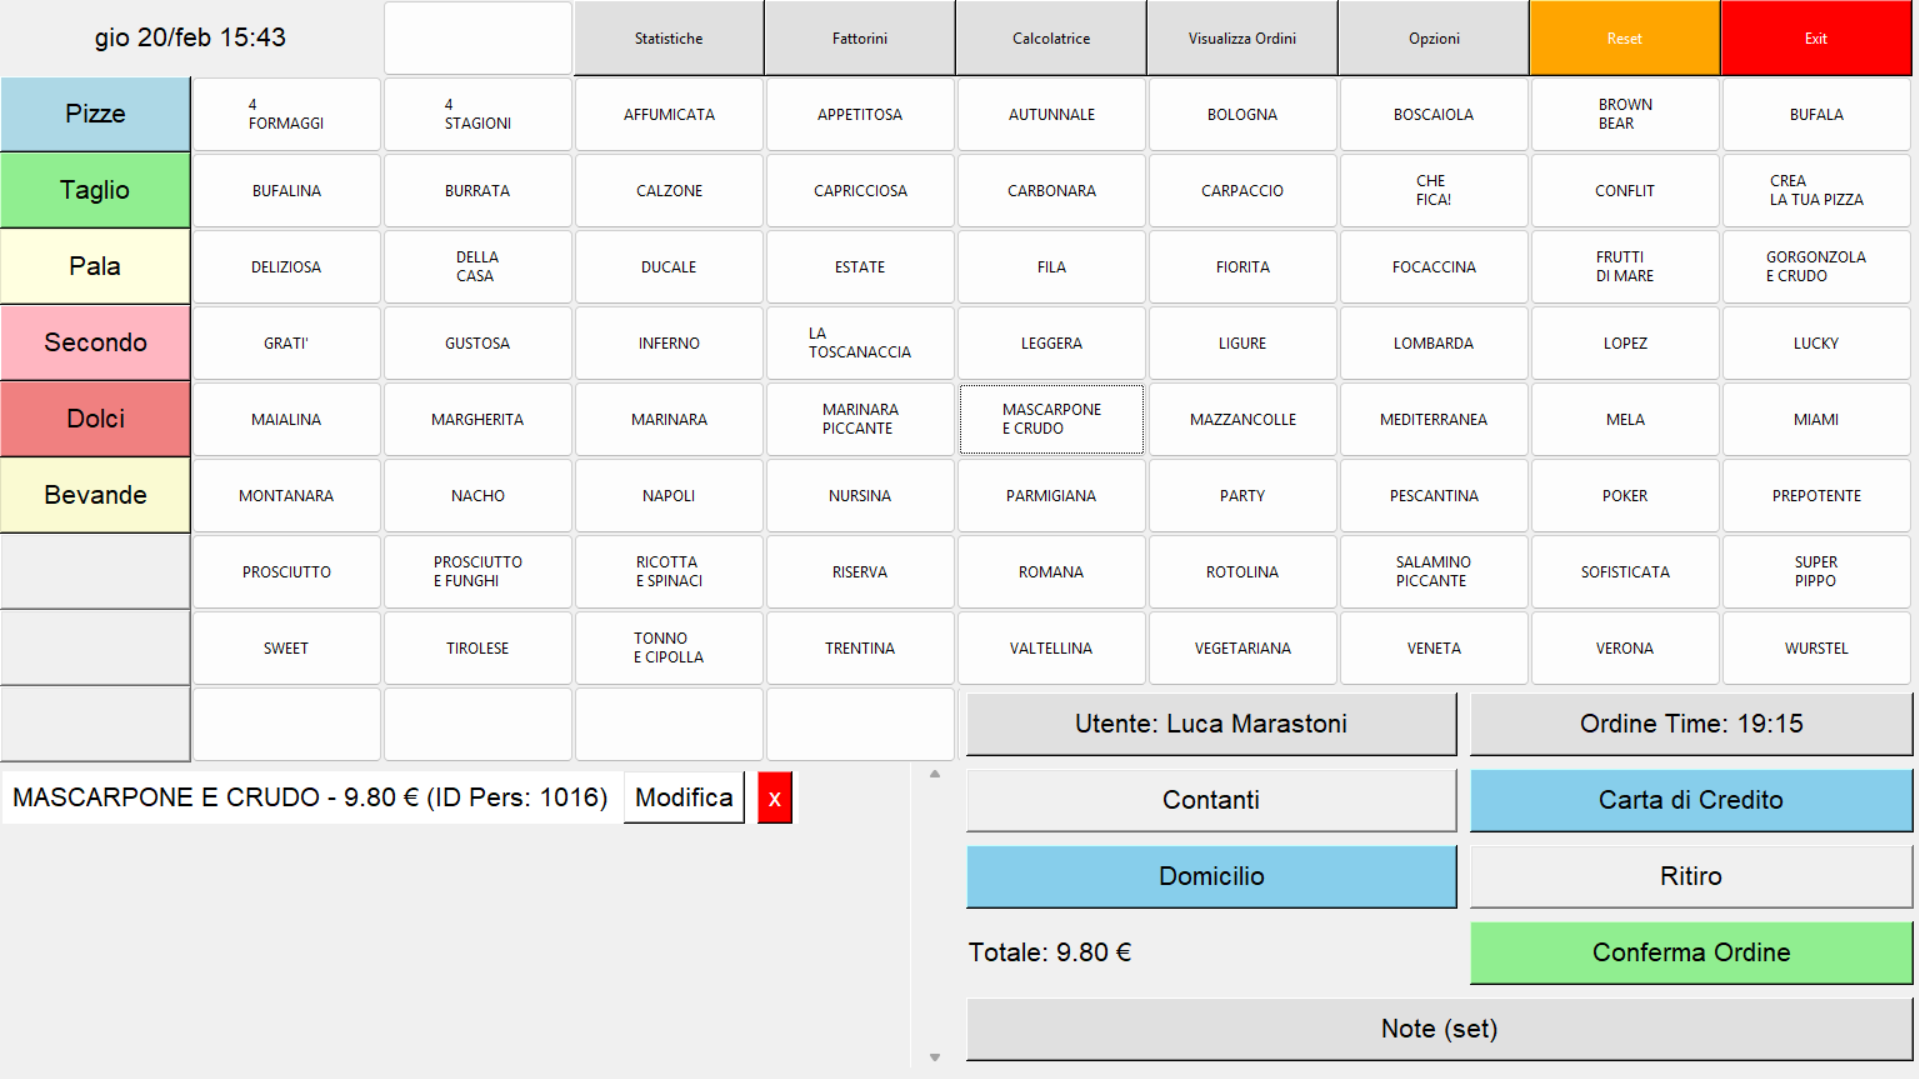 gio 20/feb 15:43
Statistiche
Fattorini
Calcolatrice
Visualizza Ordini
Opzioni
Reset
Exit
Pizze
4
FORMAGGI
4
STAGIONI
AFFUMICATA
APPETITOSA
AUTUNNALE
BOLOGNA
BOSCAIOLA
BROWN
BEAR
BUFALA
Taglio
BUFALINA
BURRATA
CALZONE
CAPRICCIOSA
CARBONARA
CARPACCIO
CHE
FICA!
CONFLIT
CREA
LA TUA PIZZA
Pala
DELIZIOSA
DELLA
CASA
DUCALE
ESTATE
FILA
FIORITA
FOCACCINA
FRUTTI
DI MARE
GORGONZOLA
E CRUDO
Secondo
GRATI'
GUSTOSA
INFERNO
LA
TOSCANACCIA
LEGGERA
LIGURE
LOMBARDA
LOPEZ
LUCKY
Dolci
MAIALINA
MARGHERITA
MARINARA
MARINARA
PICCANTE
MASCARPONE
E CRUDO
MAZZANCOLLE
MEDITERRANEA
MELA
MIAMI
Bevande
MONTANARA
NACHO
NAPOLI
NURSINA
PARMIGIANA
PARTY
PESCANTINA
POKER
PREPOTENTE
PROSCIUTTO
PROSCIUTTO
E FUNGHI
RICOTTA
E SPINACI
RISERVA
ROMANA
ROTOLINA
SALAMINO
PICCANTE
SOFISTICATA
SUPER
PIPPO
SWEET
TIROLESE
TONNO
E CIPOLLA
TRENTINA
VALTELLINA
VEGETARIANA
VENETA
VERONA
WURSTEL
Utente: Luca Marastoni
Ordine Time: 19:15
MASCARPONE E CRUDO - 9.80 € (ID Pers: 1016)
Modifica
x
Contanti
Carta di Credito
Domicilio
Ritiro
Totale: 9.80 €
Conferma Ordine
Note (set)